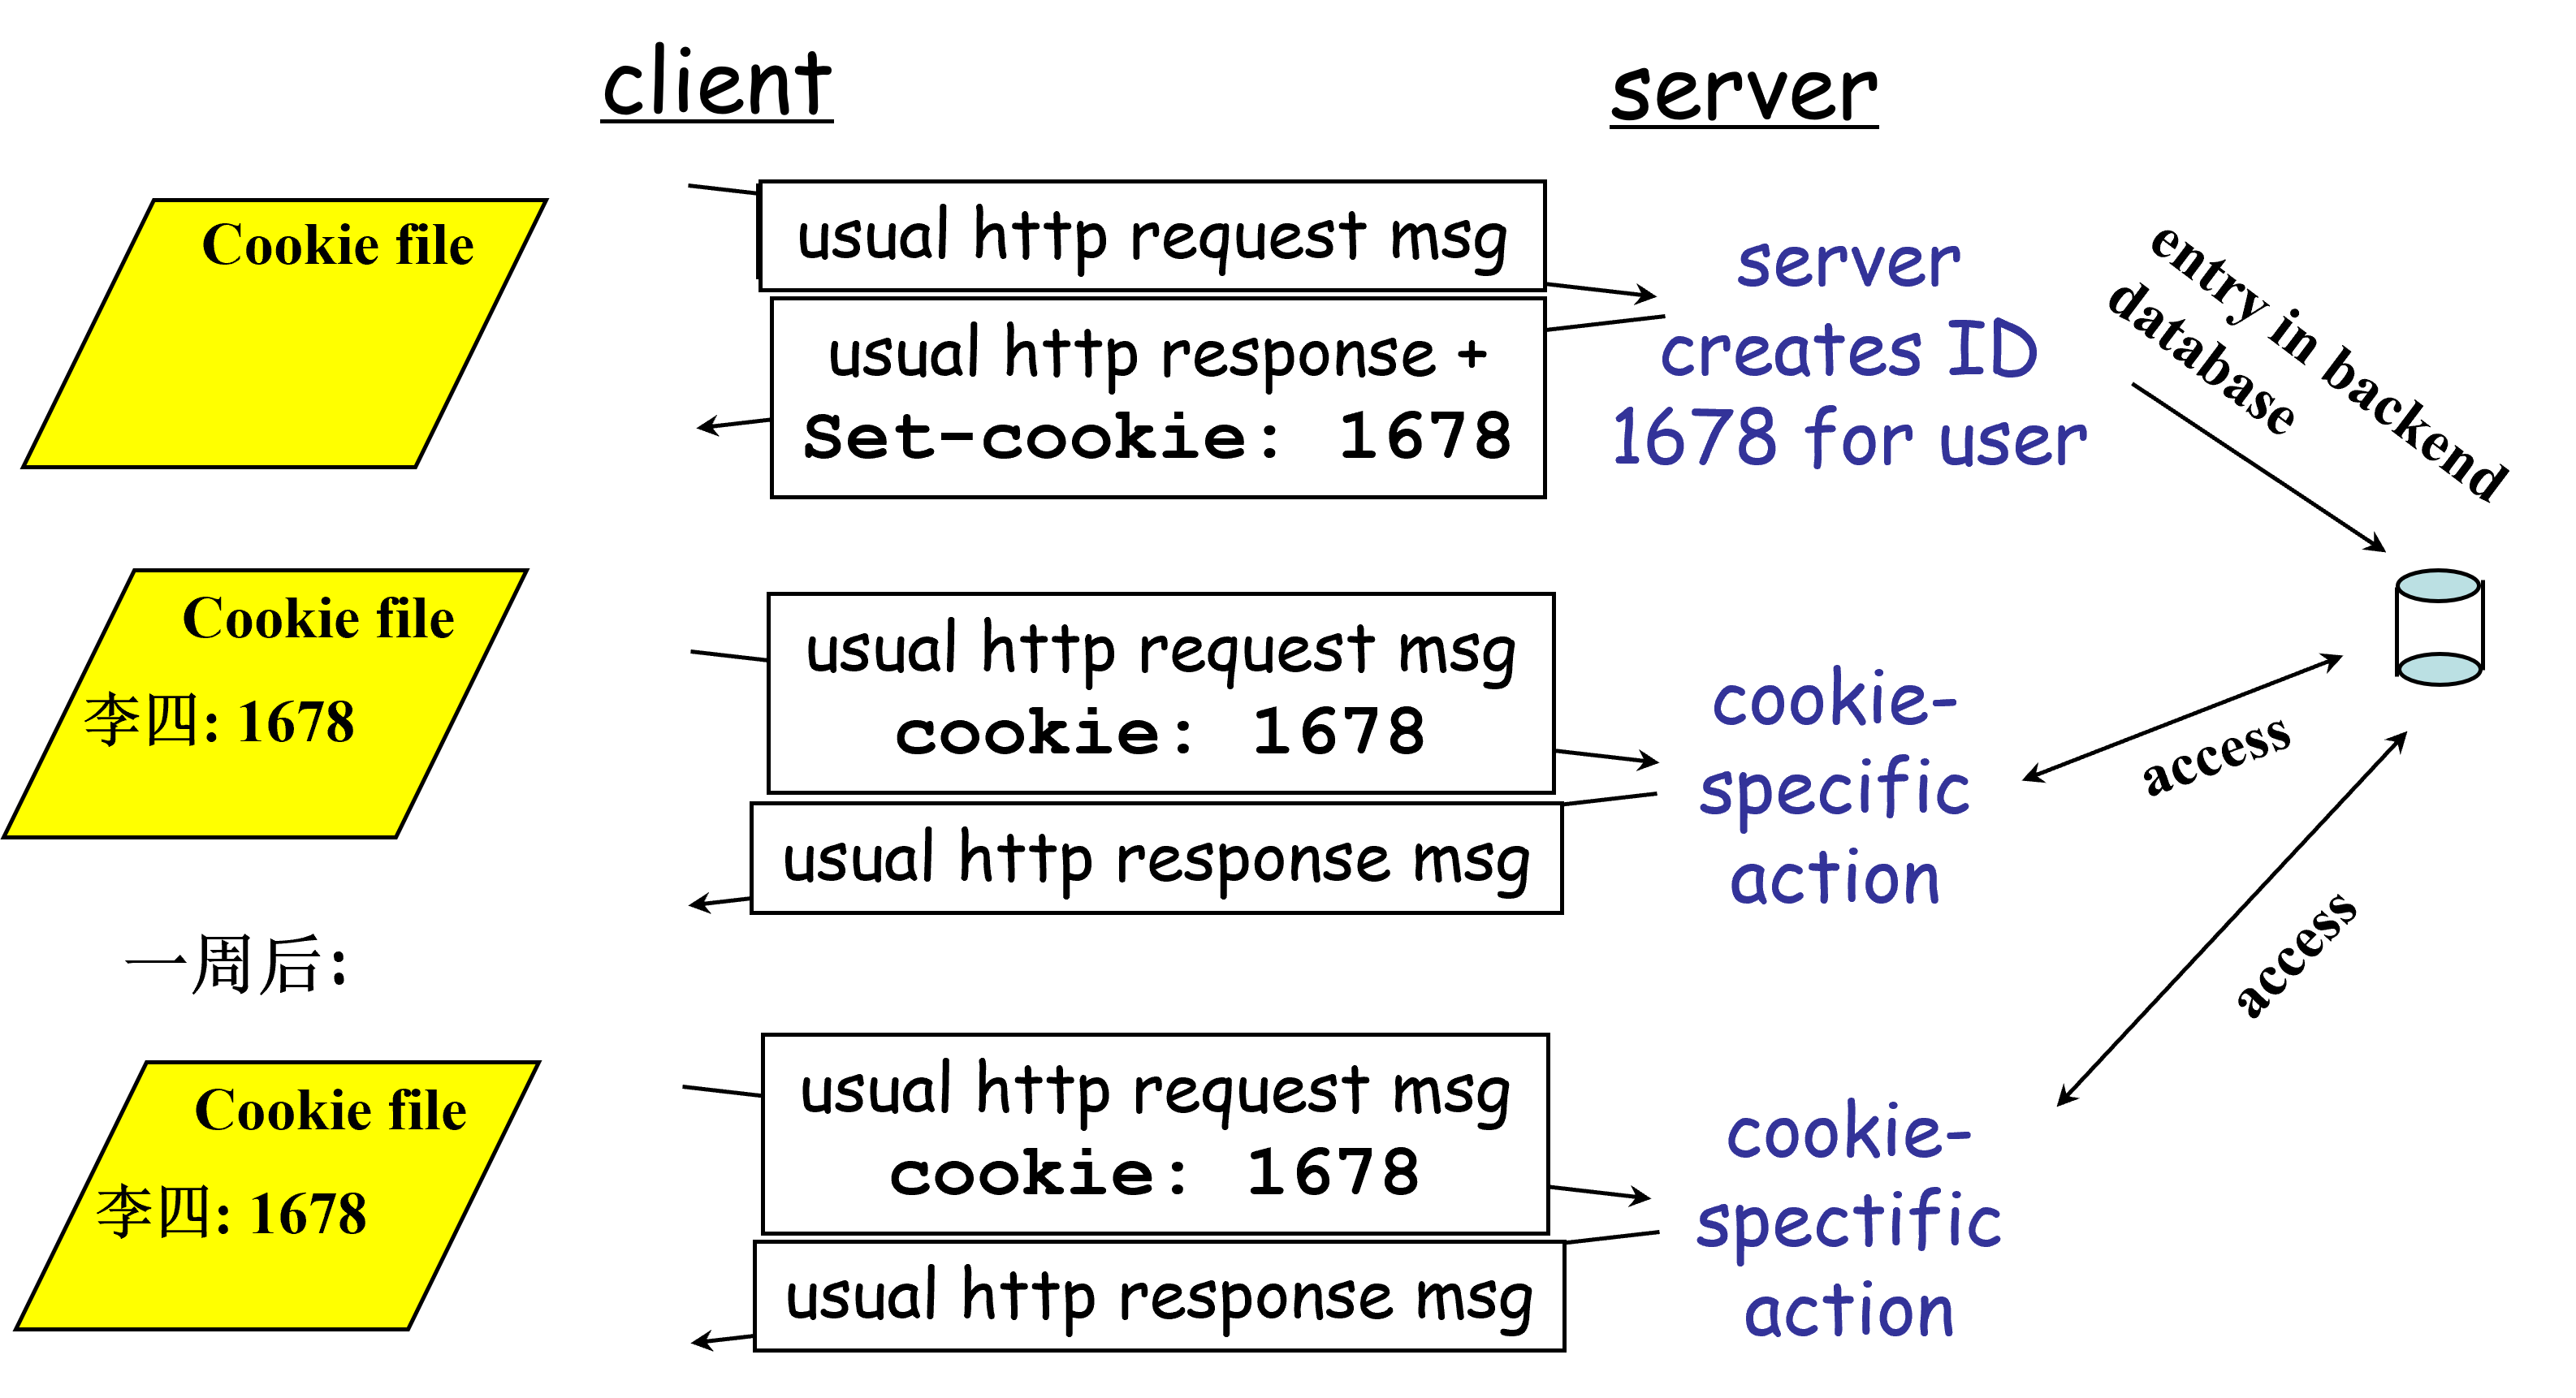 client
server
Cookie file
usual http request msg
usual http response +
Set-cookie: 1678
server
creates ID
1678 for user
entry in backend
database
Cookie file
李四: 1678
usual http request msg
cookie: 1678
usual http response msg
cookie-
specific
action
access
access
一周后:
Cookie file
李四: 1678
usual http request msg
cookie: 1678
usual http response msg
cookie-
spectific
action